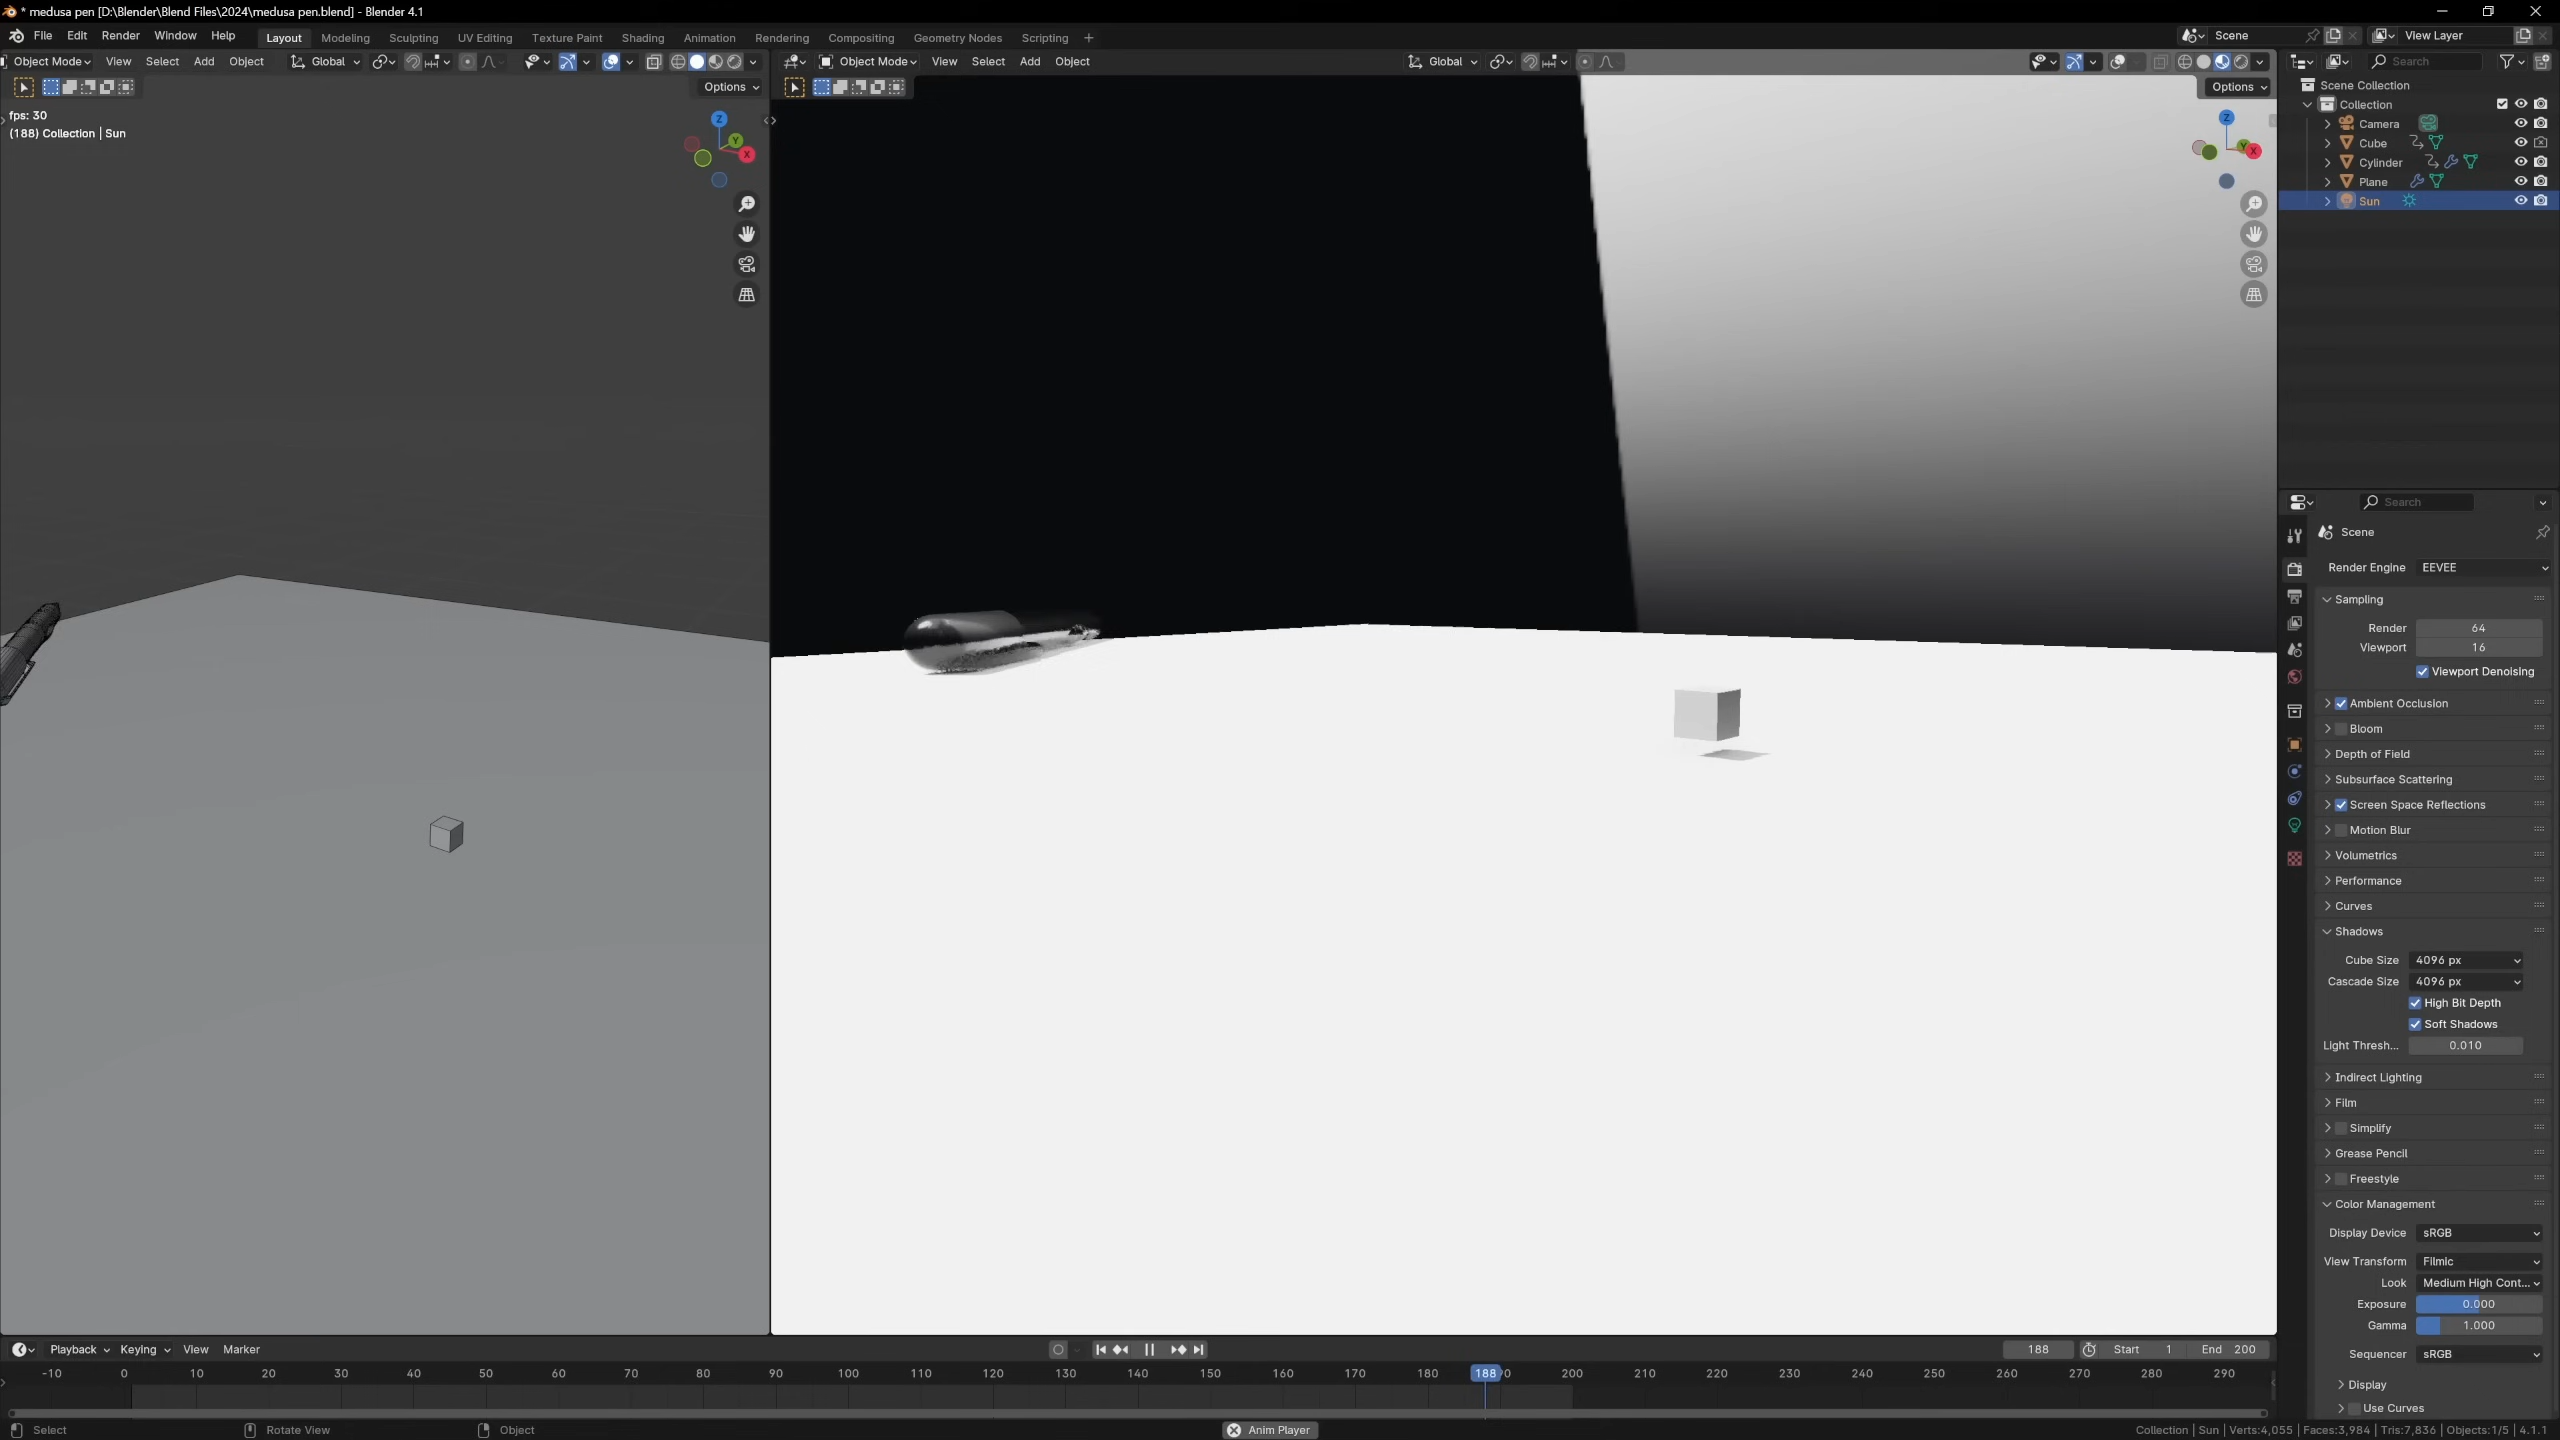 * medusa pen [D:\Blender\Blend Files\2024\medusa pen.blend] - Blender 4.1
File Edit Render Window Help Layout Modeling Sculpting UV Editing Texture Paint Shading Animation Rendering Compositing Geometry Nodes Scripting + Scene View Layer
Object Mode View Select Add Object Global
Object Mode View Select Add Object Global
Search
Options
Options
fps: 30
(188) Collection | Sun
Z
Y
X
Z
Y
X
Scene Collection
Collection
Camera
Cube
Cylinder
Plane
Sun
Search
Scene
Render Engine EEVEE
Sampling
Render 64
Viewport 16
Viewport Denoising
Ambient Occlusion
Bloom
Depth of Field
Subsurface Scattering
Screen Space Reflections
Motion Blur
Volumetrics
Performance
Curves
Shadows
Cube Size 4096 px
Cascade Size 4096 px
High Bit Depth
Soft Shadows
Light Thresh... 0.010
Indirect Lighting
Film
Simplify
Grease Pencil
Freestyle
Color Management
Display Device sRGB
View Transform Filmic
Look Medium High Cont...
Exposure 0.000
Gamma 1.000
Sequencer sRGB
Display
Use Curves
Playback Keying View Marker 188 Start 1 End 200
-10 0 10 20 30 40 50 60 70 80 90 100 110 120 130 140 150 160 170 180 188 200 210 220 230 240 250 260 270 280 290
Select Rotate View Object Anim Player Collection | Sun | Verts:4,055 | Faces:3,984 | Tris:7,836 | Objects:1/5 | 4.1.1